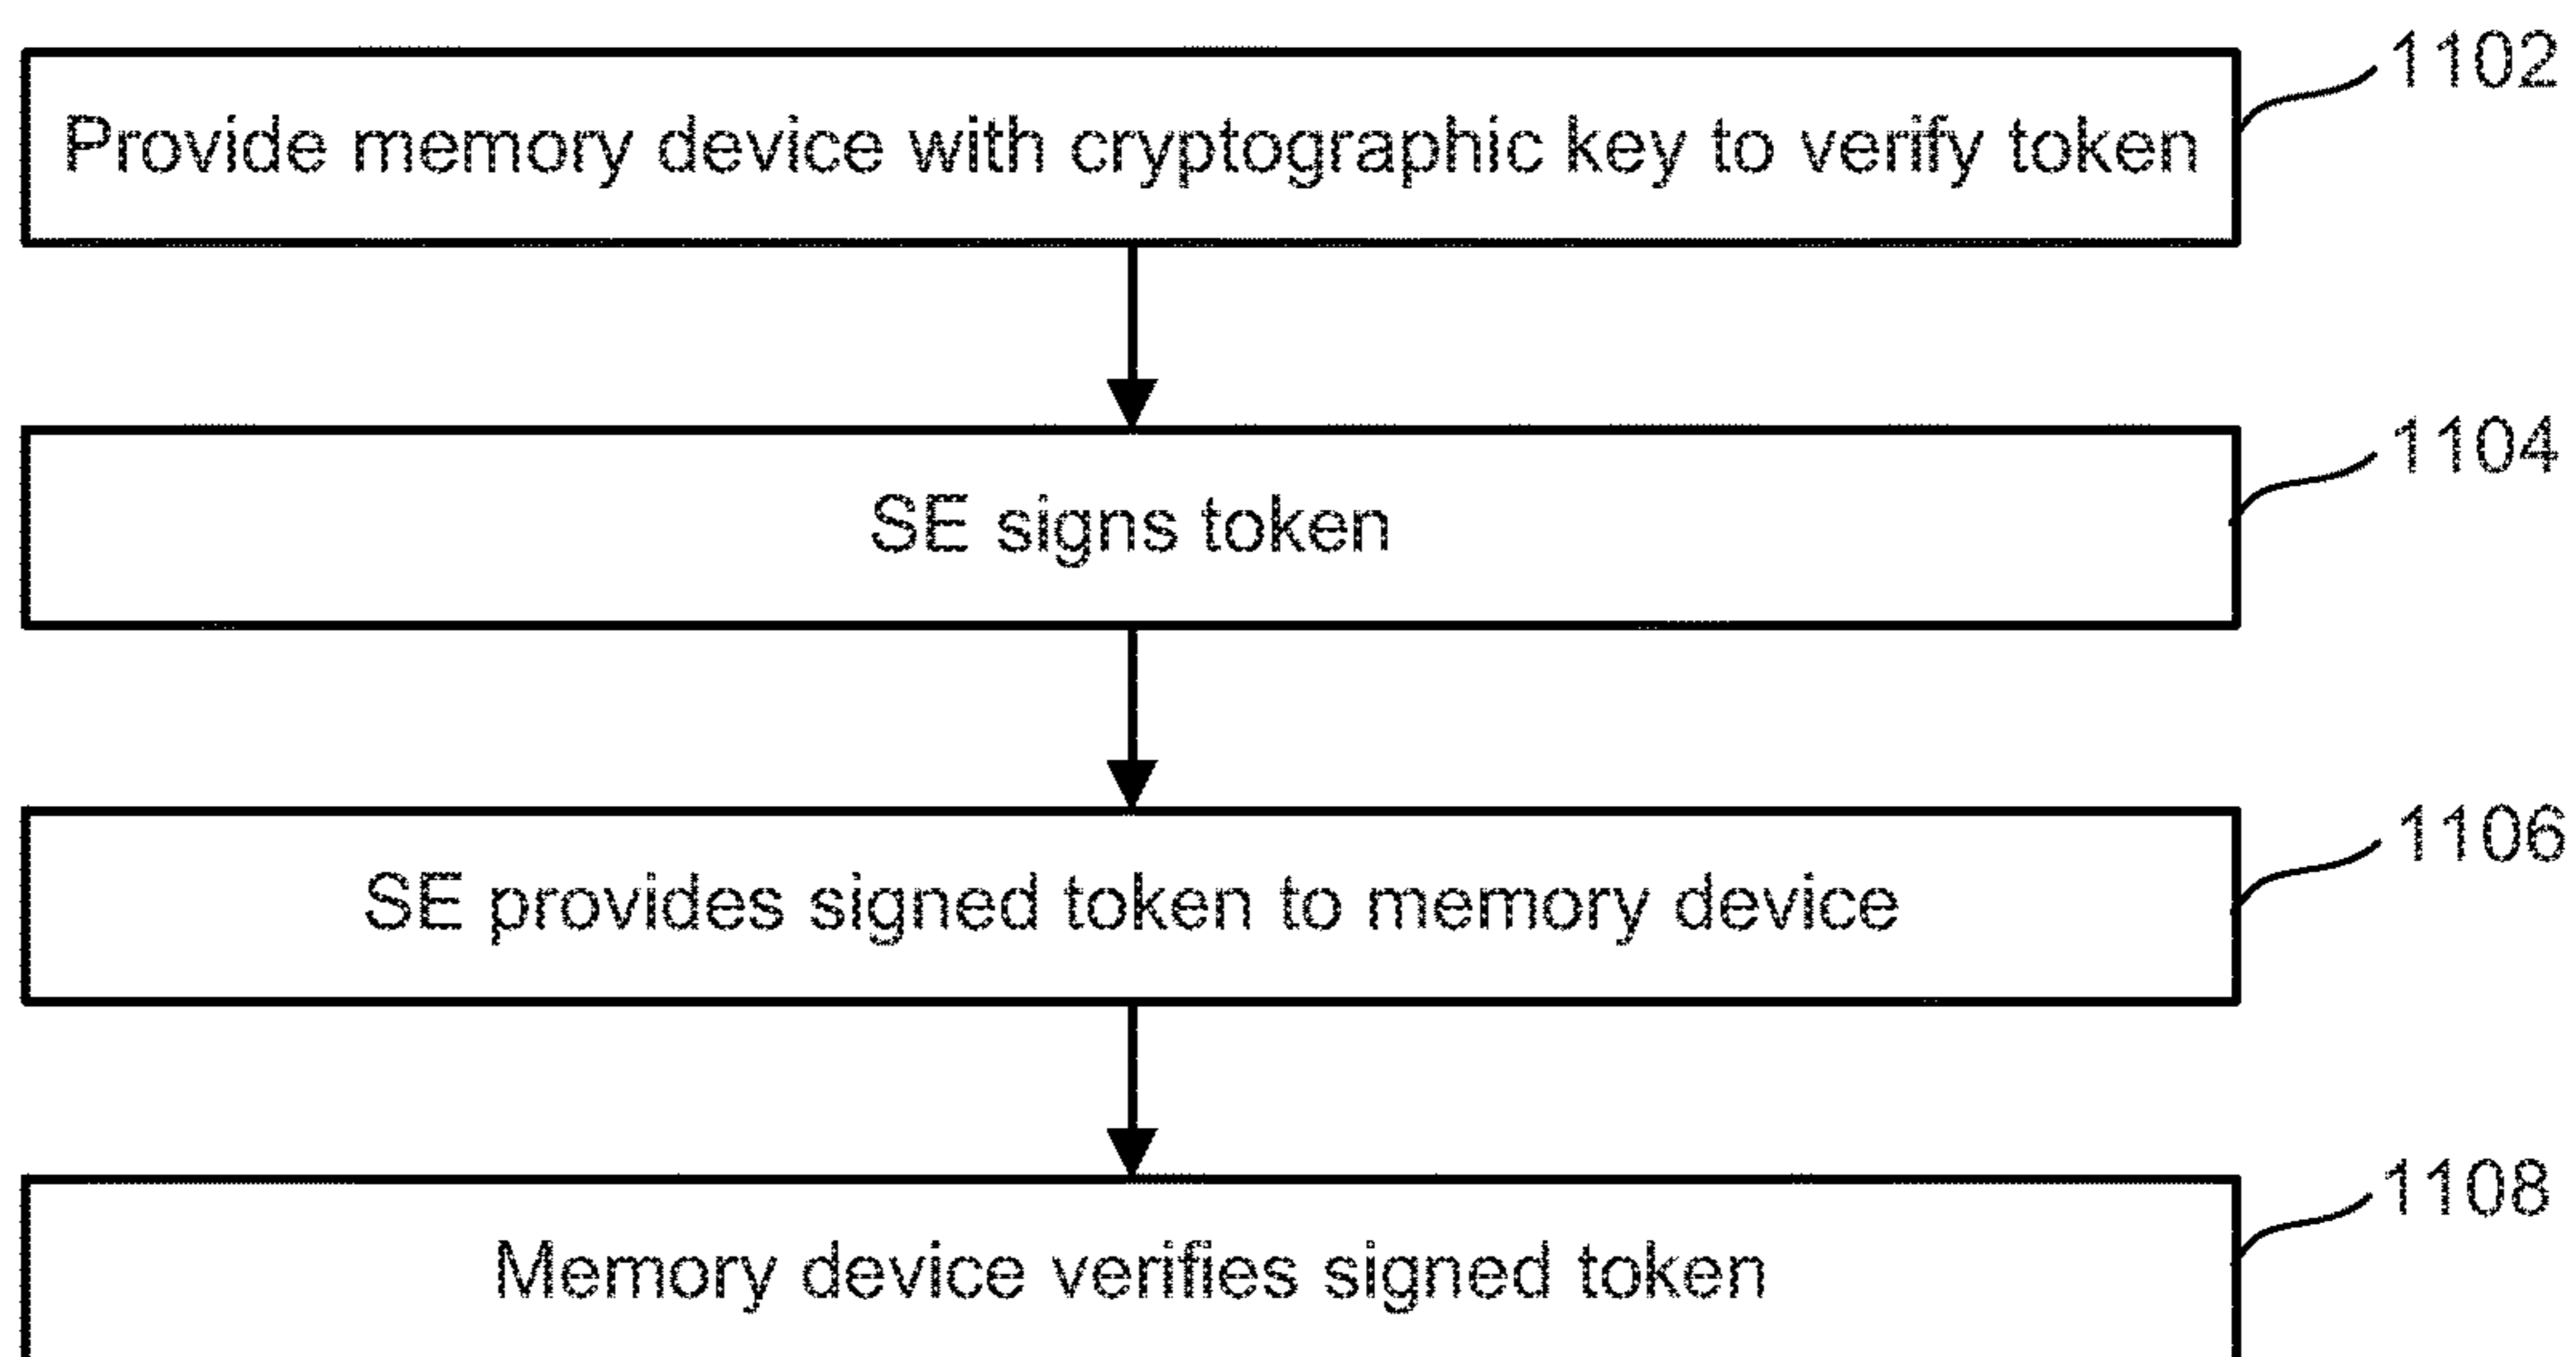 1102
Provide memory device with cryptographic key to verify token
1104
SE signs token
1106
SE provides signed token to memory device
1108
Memory device verifies signed token